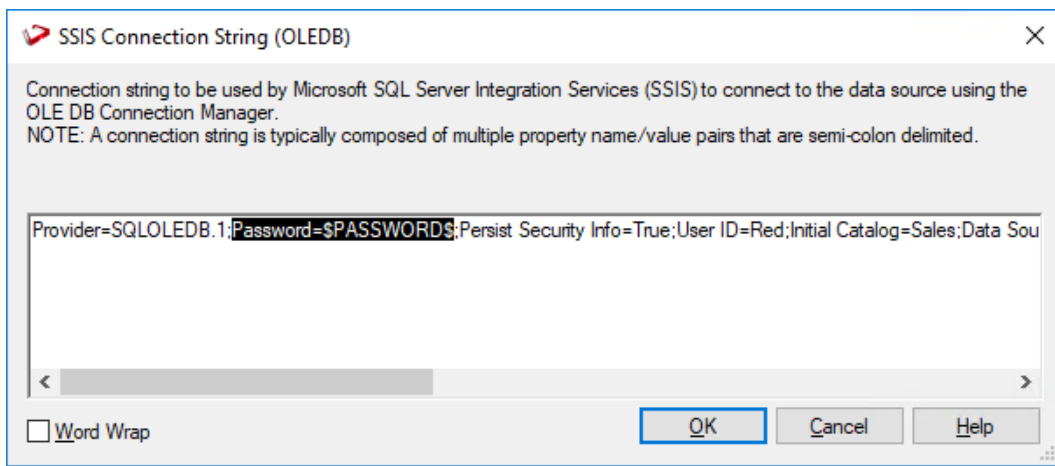 SSIS Connection String (OLEDB)
Connection string to be used by Microsoft SQL Server Integration Services (SSIS) to connect to the data source using the
OLE DB Connection Manager.
NOTE: A connection string is typically composed of multiple property name/value pairs that are semi-colon delimited.
Provider=SQLOLEDB.1;Password=$PASSWORD$;Persist Security Info=True;User ID=Red;Initial Catalog=Sales;Data Sou
Word Wrap
OK
Cancel
Help